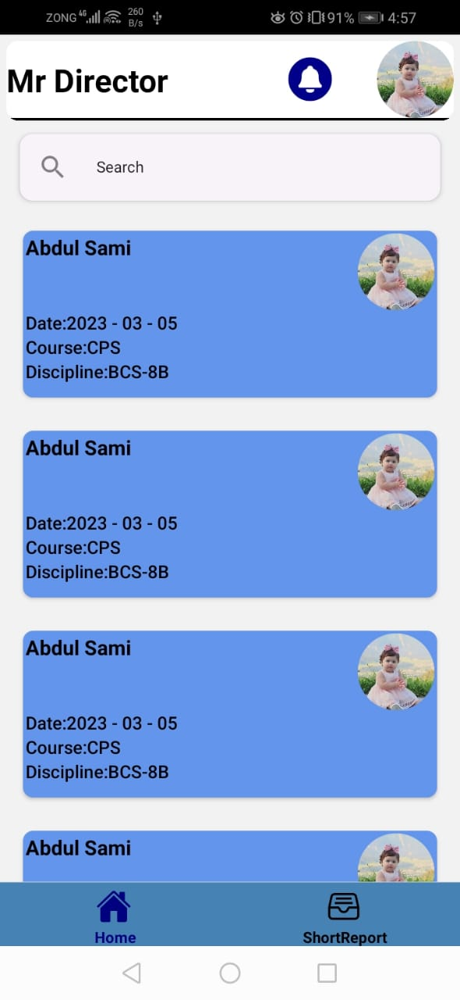 ZONG 4G 260 B/s 91% 4:57
Mr Director
Search
Abdul Sami
Date:2023 - 03 - 05
Course:CPS
Discipline:BCS-8B
Abdul Sami
Date:2023 - 03 - 05
Course:CPS
Discipline:BCS-8B
Abdul Sami
Date:2023 - 03 - 05
Course:CPS
Discipline:BCS-8B
Abdul Sami
Home ShortReport